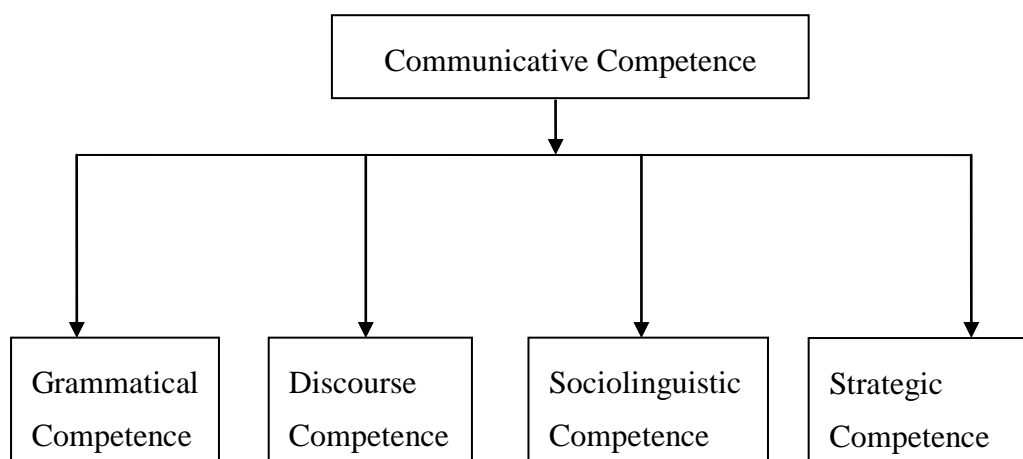 Communicative Competence
Grammatical
Competence
Discourse
Competence
Sociolinguistic
Competence
Strategic
Competence